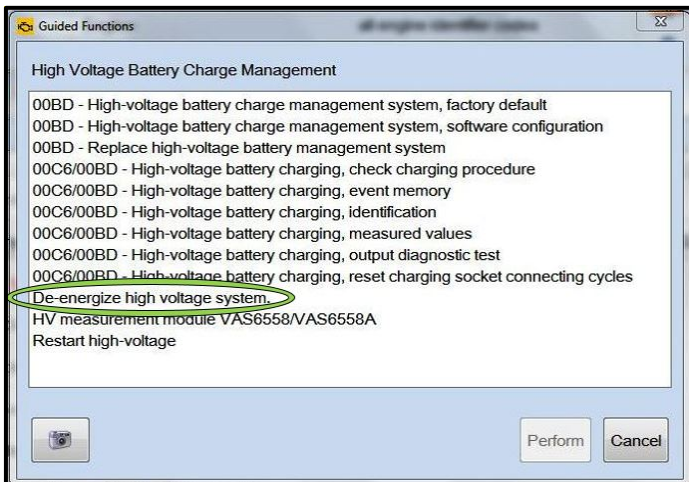 Guided Functions
all engine identifier codes
High Voltage Battery Charge Management
00BD - High-voltage battery charge management system, factory default
00BD - High-voltage battery charge management system, software configuration
00BD - Replace high-voltage battery management system
00C6/00BD - High-voltage battery charging, check charging procedure
00C6/00BD - High-voltage battery charging, event memory
00C6/00BD - High-voltage battery charging, identification
00C6/00BD - High-voltage battery charging, measured values
00C6/00BD - High-voltage battery charging, output diagnostic test
00C6/00BD - High-voltage battery charging, reset charging socket connecting cycles
De-energize high voltage system.
HV measurement module VAS6558/VAS6558A
Restart high-voltage
Perform Cancel